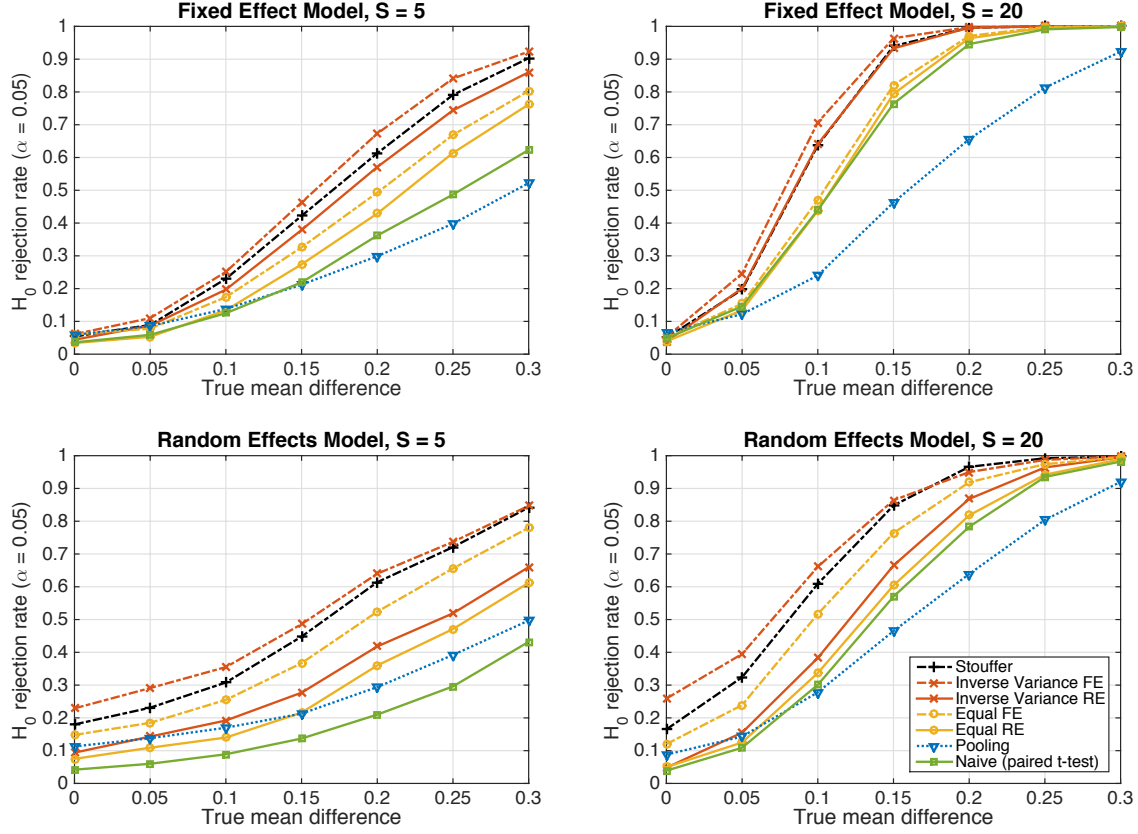 Fixed Effect Model, S = 5
1
0.9
0.8
0.7
0.6
0.5
0.4
0.3
0.2
0.1
0
H0 rejection rate (α = 0.05)
0 0.05 0.1 0.15 0.2 0.25 0.3
True mean difference
Fixed Effect Model, S = 20
1
0.9
0.8
0.7
0.6
0.5
0.4
0.3
0.2
0.1
0
H0 rejection rate (α = 0.05)
0 0.05 0.1 0.15 0.2 0.25 0.3
True mean difference
Random Effects Model, S = 5
1
0.9
0.8
0.7
0.6
0.5
0.4
0.3
0.2
0.1
0
H0 rejection rate (α = 0.05)
0 0.05 0.1 0.15 0.2 0.25 0.3
True mean difference
Random Effects Model, S = 20
1
0.9
0.8
0.7
0.6
0.5
0.4
0.3
0.2
0.1
0
H0 rejection rate (α = 0.05)
0 0.05 0.1 0.15 0.2 0.25 0.3
True mean difference
Stouffer
Inverse Variance FE
Inverse Variance RE
Equal FE
Equal RE
Pooling
Naive (paired t-test)